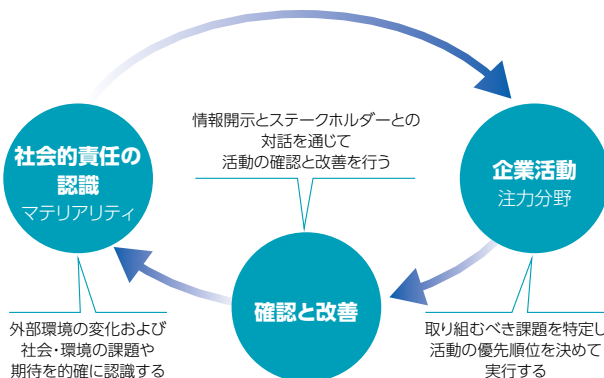 社会的責任の
認識
マテリアリティ
情報開示とステークホルダーとの
対話を通じて
活動の確認と改善を行う
企業活動
注力分野
確認と改善
外部環境の変化および
社会・環境の課題や
期待を的確に認識する
取り組むべき課題を特定し
活動の優先順位を決めて
実行する